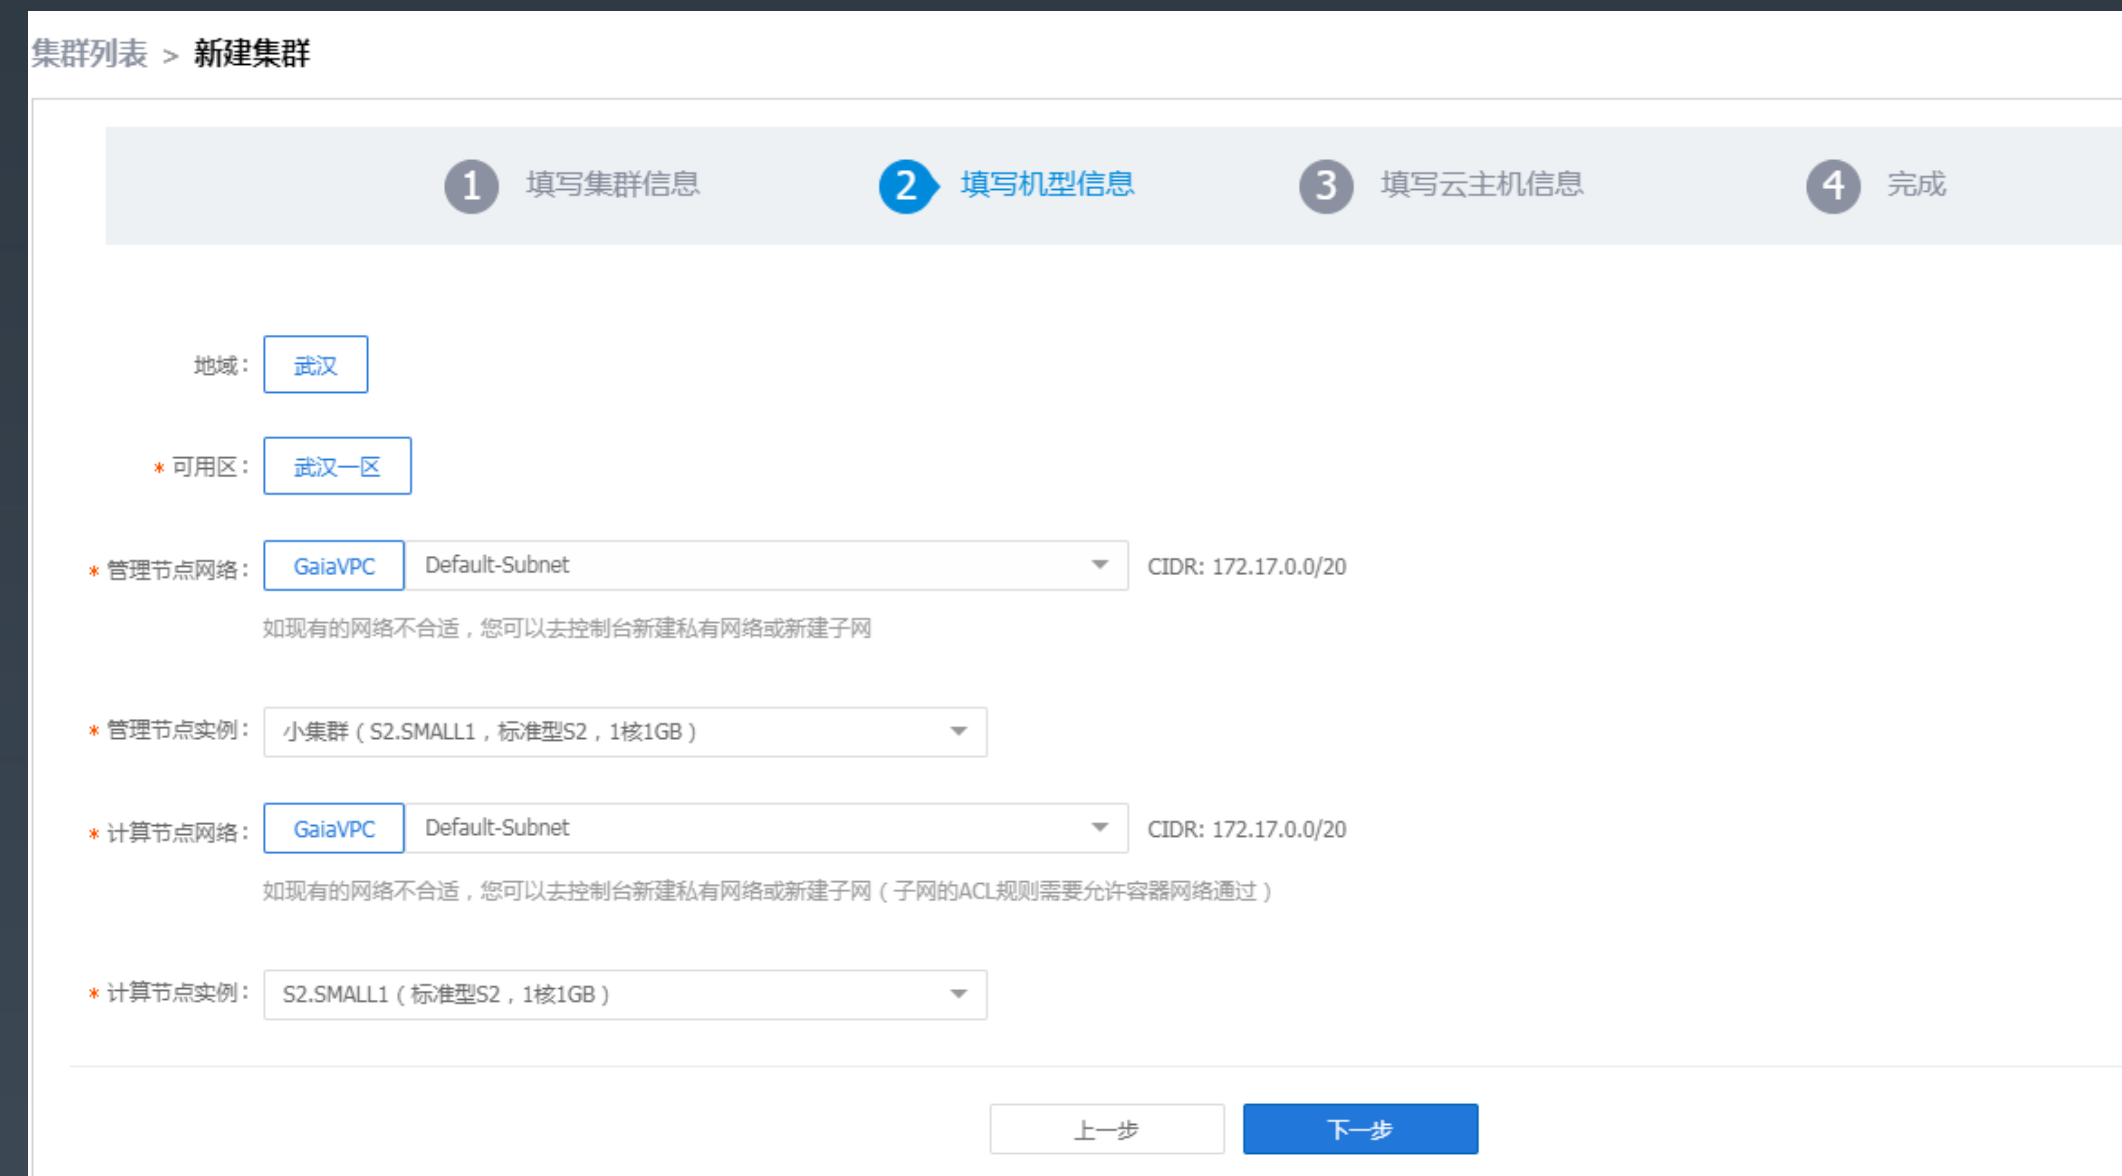 集群列表 > 新建集群
1 填写集群信息 2 填写机型信息 3 填写云主机信息 4 完成
地域： 武汉
* 可用区： 武汉一区
* 管理节点网络： GaiaVPC Default-Subnet CIDR: 172.17.0.0/20
如现有的网络不合适，您可以去控制台新建私有网络或新建子网
* 管理节点实例： 小集群（S2.SMALL1，标准型S2，1核1GB）
* 计算节点网络： GaiaVPC Default-Subnet CIDR: 172.17.0.0/20
如现有的网络不合适，您可以去控制台新建私有网络或新建子网（子网的ACL规则需要允许容器网络通过）
* 计算节点实例： S2.SMALL1（标准型S2，1核1GB）
上一步 下一步